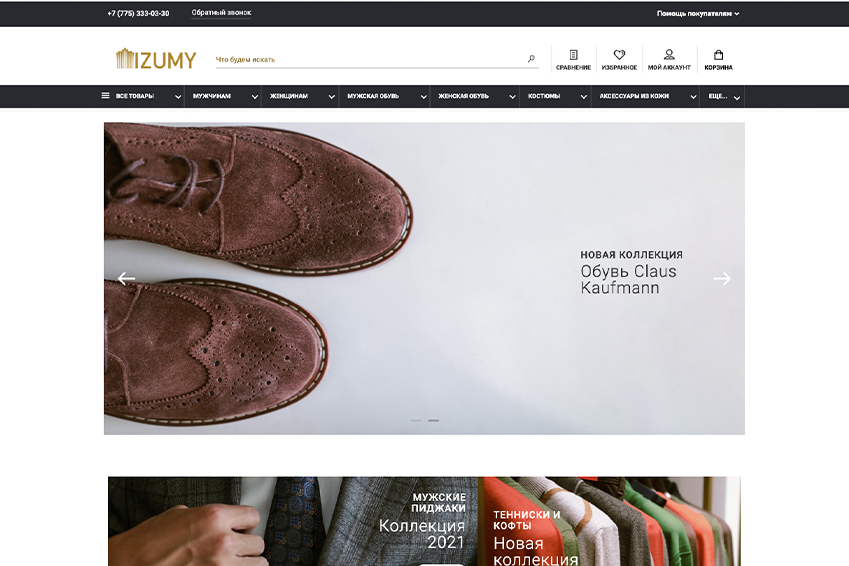 +7 (775) 333-03-30
Обратный звонок
Помощь покупателям
MIZUMY
Что будем искать
СРАВНЕНИЕ
ИЗБРАННОЕ
МОЙ АККАУНТ
КОРЗИНА
ВСЕ ТОВАРЫ
МУЖЧИНАМ
ЖЕНЩИНАМ
МУЖСКАЯ ОБУВЬ
ЖЕНСКАЯ ОБУВЬ
КОСТЮМЫ
АКСЕССУАРЫ ИЗ КОЖИ
ЕЩЕ...
НОВАЯ КОЛЛЕКЦИЯ
Обувь Claus
Kaufmann
МУЖСКИЕ
ПИДЖАКИ
Коллекция
2021
ТЕННИСКИ И
КОФТЫ
Новая
коллекция